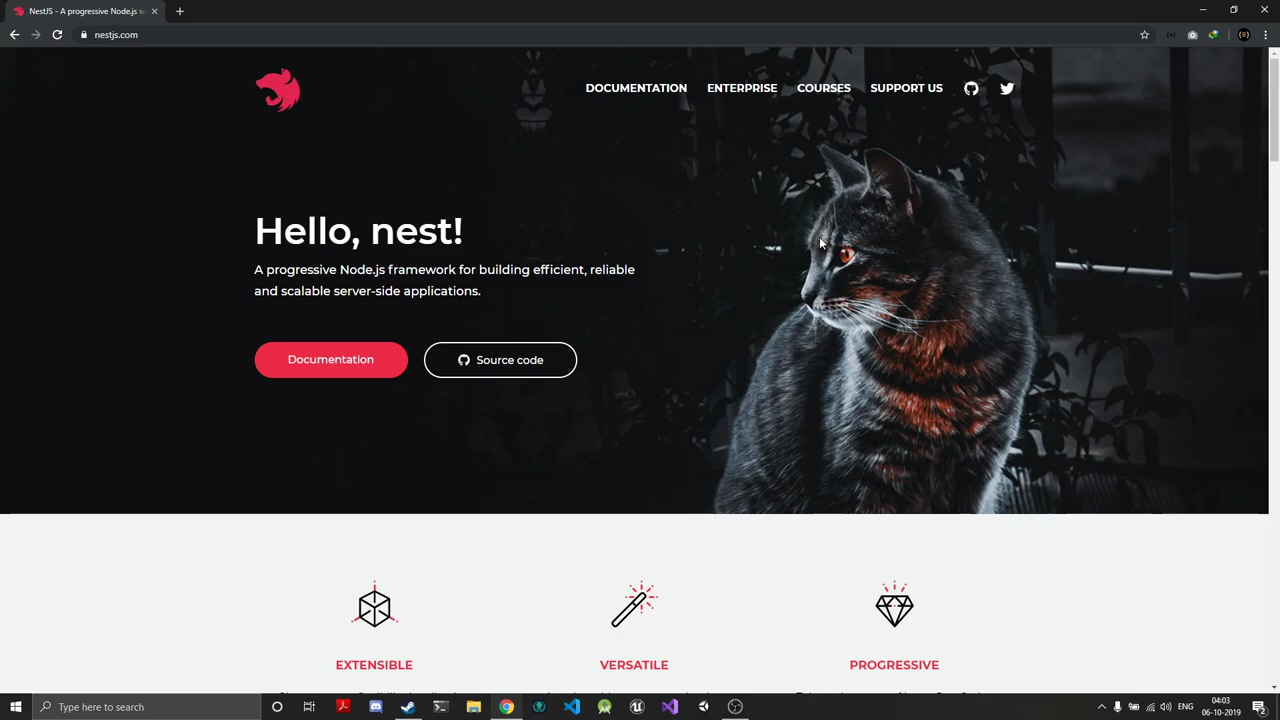 NestJS - A progressive Node.js w
nestjs.com
DOCUMENTATION ENTERPRISE COURSES SUPPORT US
Hello, nest!
A progressive Node.js framework for building efficient, reliable
and scalable server-side applications.
Documentation
Source code
EXTENSIBLE VERSATILE PROGRESSIVE
Type here to search
ENG
04:03
06-10-2019
2